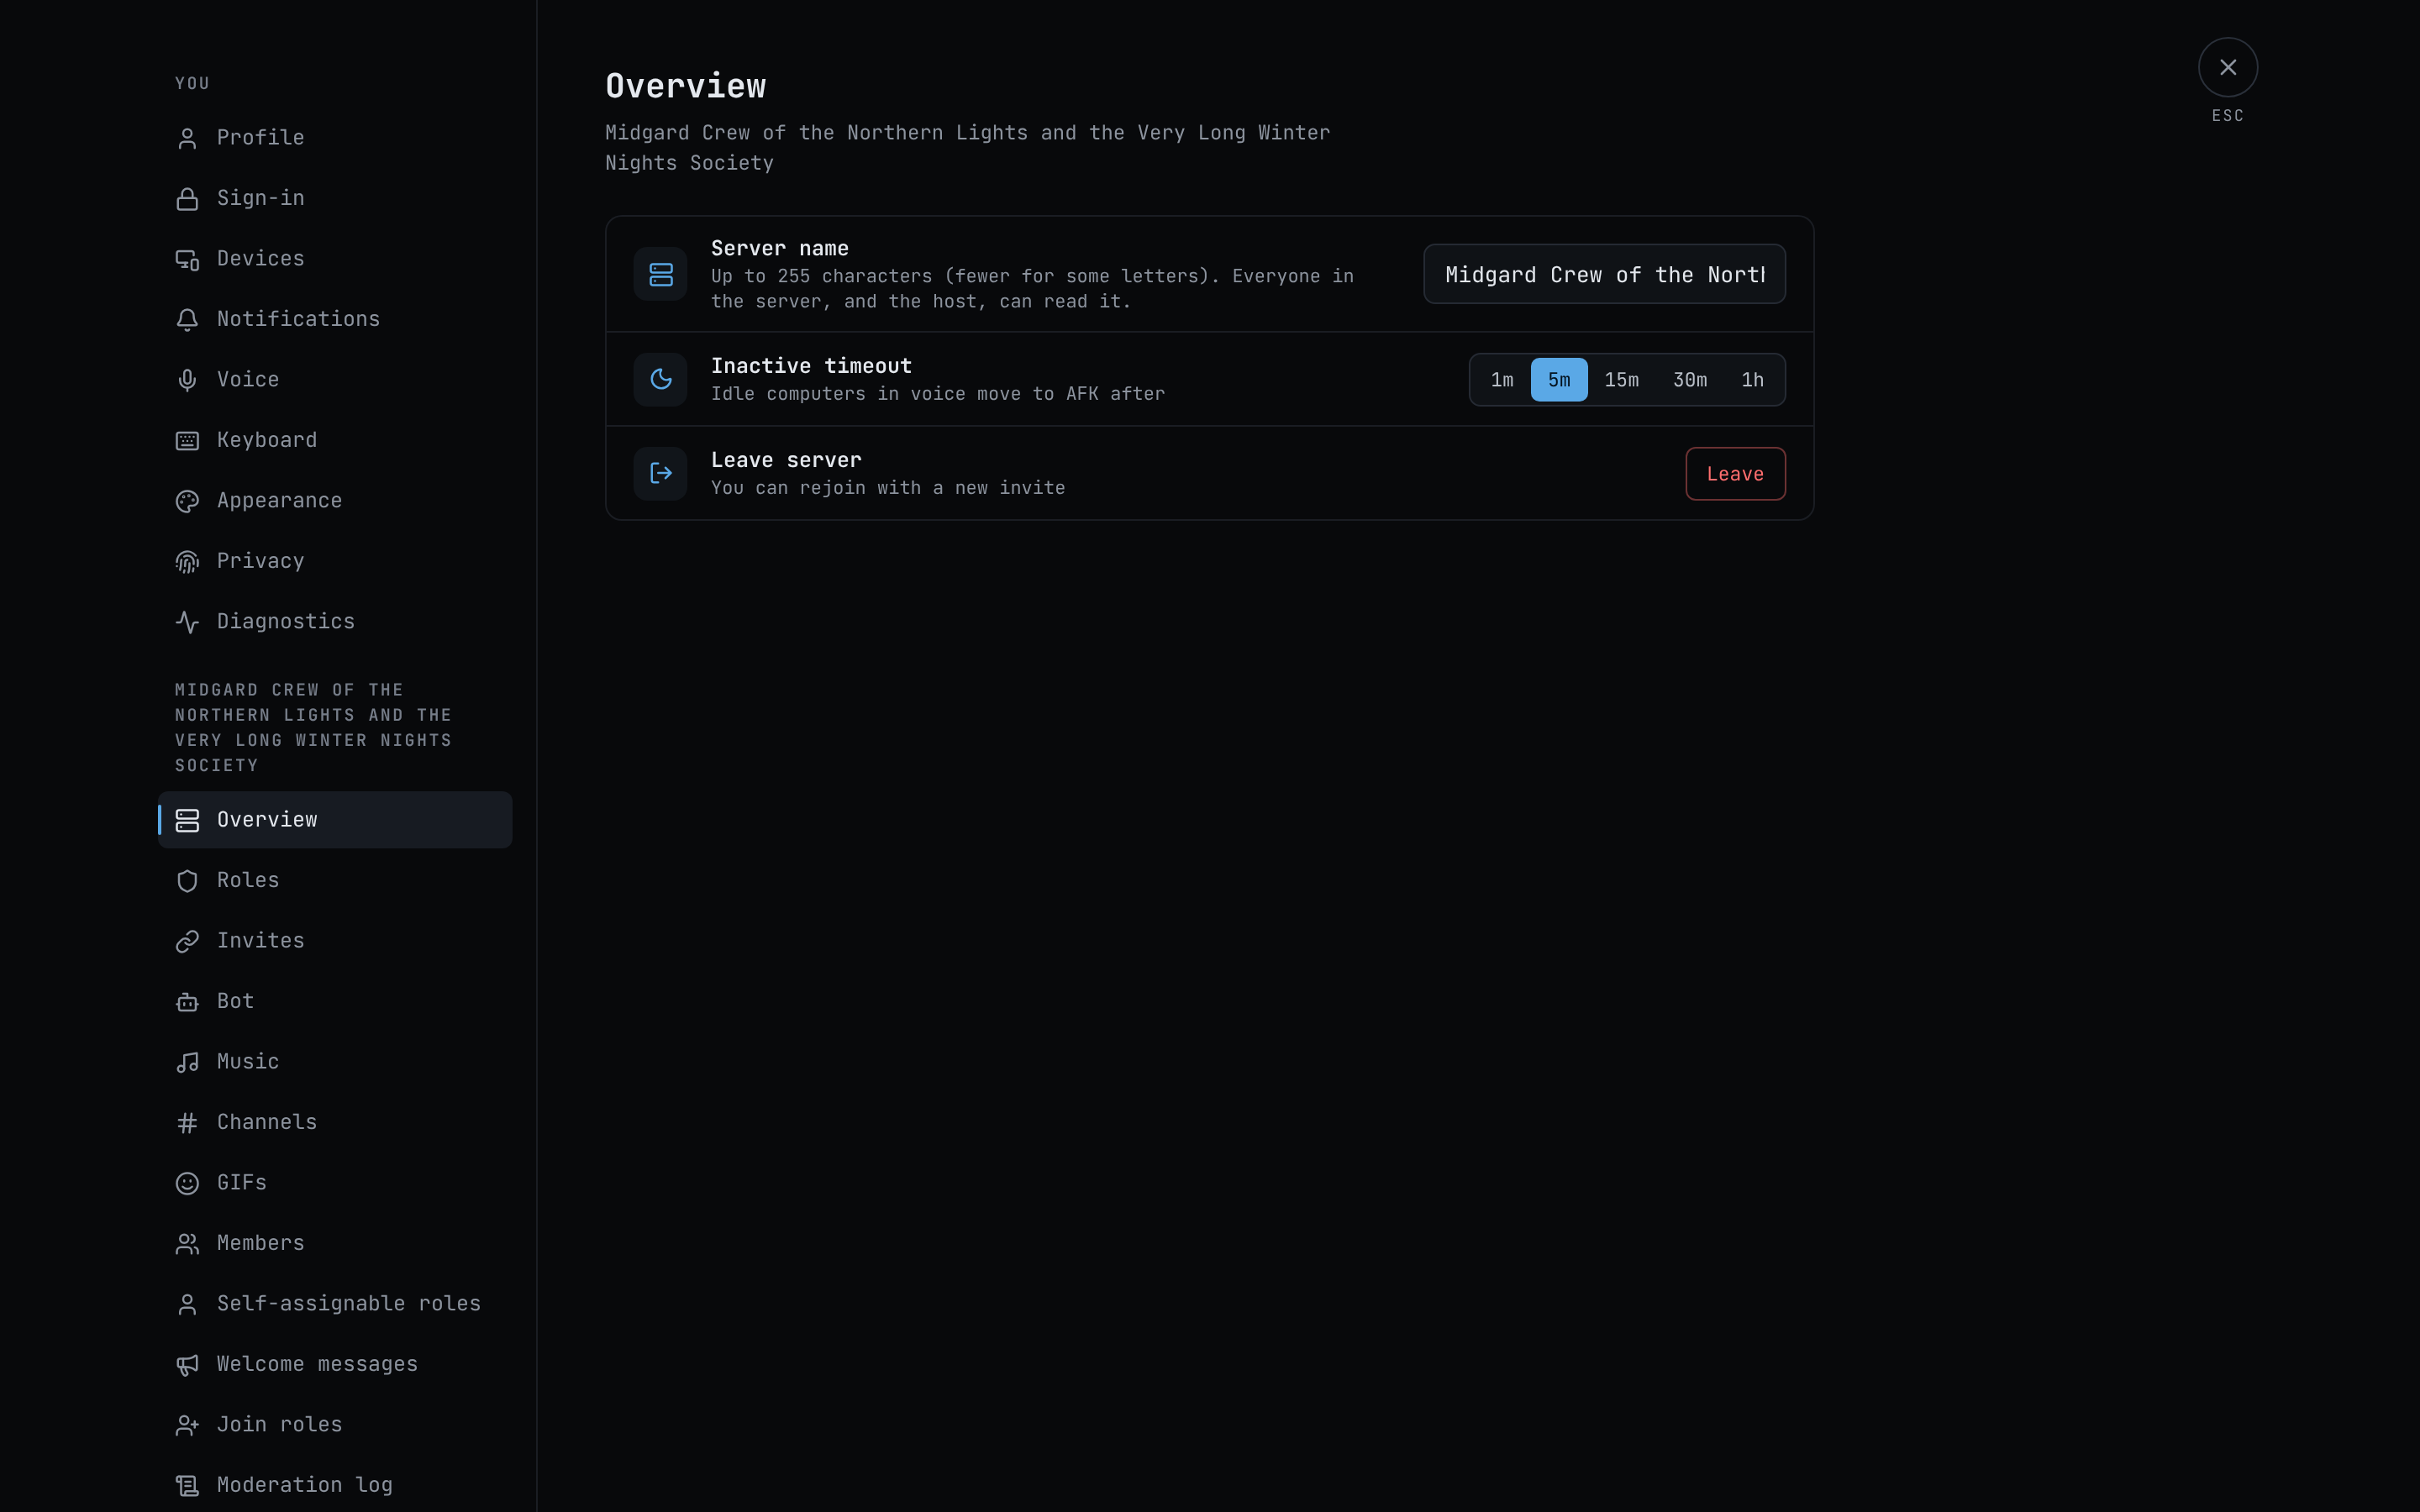 YOU
Profile
Sign-in
Devices
Notifications
Voice
Keyboard
Appearance
Privacy
Diagnostics
MIDGARD CREW OF THE
NORTHERN LIGHTS AND THE
VERY LONG WINTER NIGHTS
SOCIETY
Overview
Roles
Invites
Bot
Music
Channels
GIFs
Members
Self-assignable roles
Welcome messages
Join roles
Moderation log
Overview
Midgard Crew of the Northern Lights and the Very Long Winter
Nights Society
Server name
Up to 255 characters (fewer for some letters). Everyone in
the server, and the host, can read it.
Midgard Crew of the North
Inactive timeout
Idle computers in voice move to AFK after
1m 5m 15m 30m 1h
Leave server
You can rejoin with a new invite
Leave
ESC